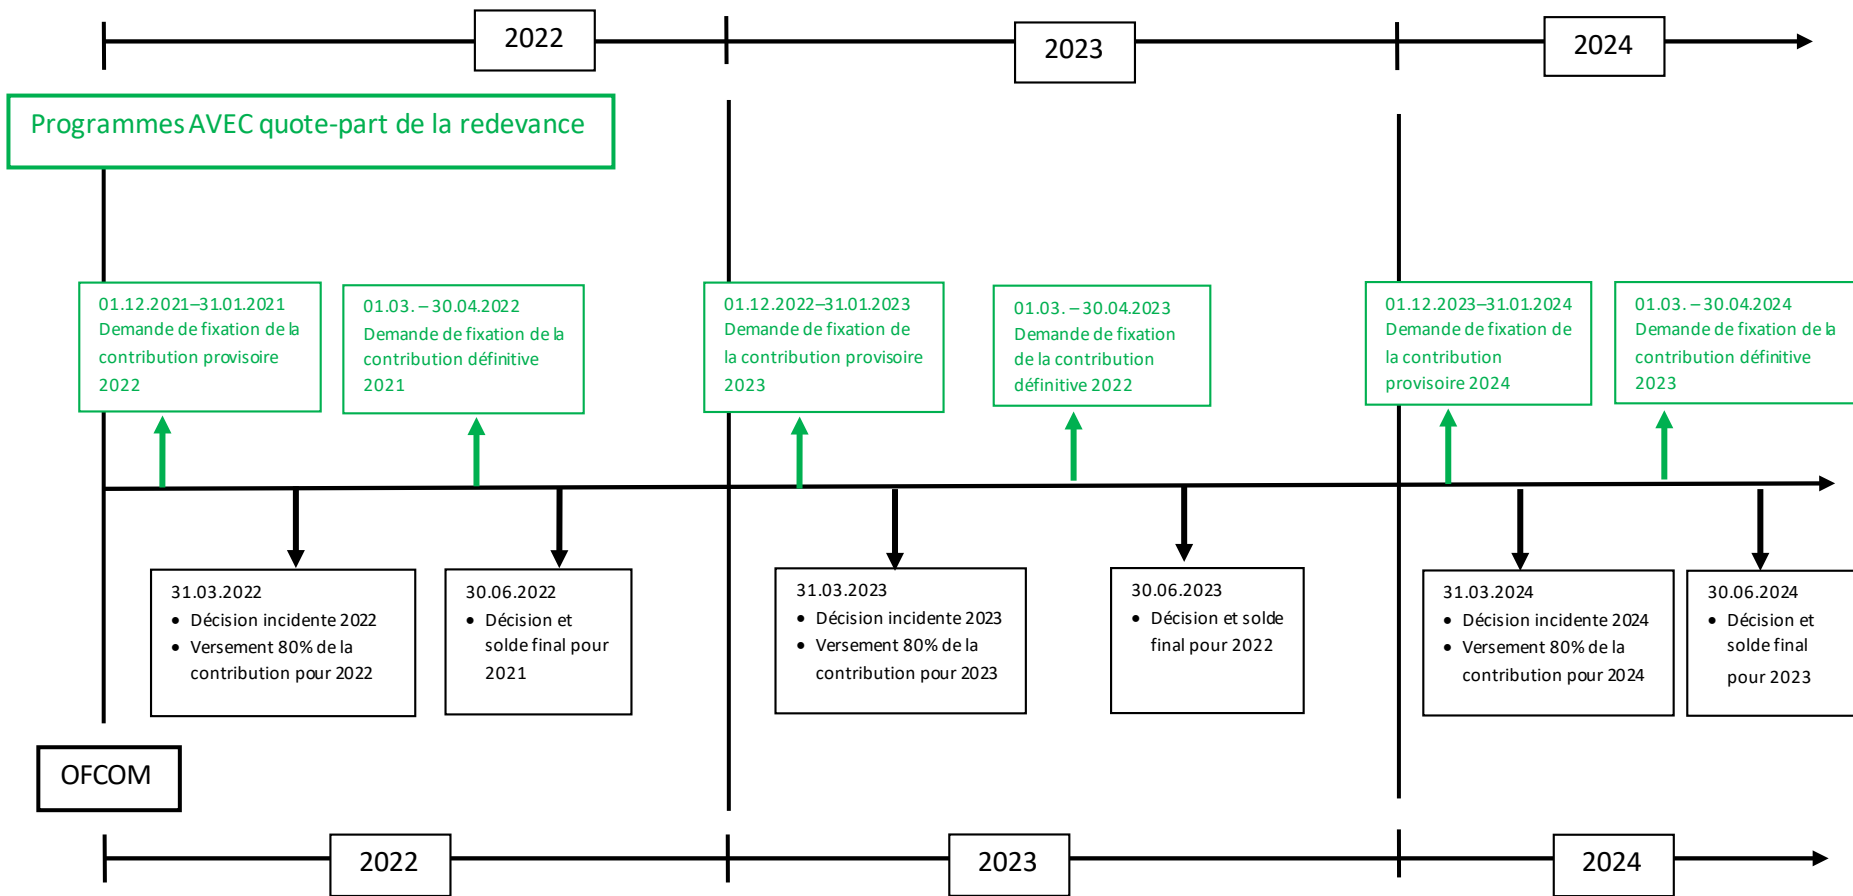 2022
2023
2024
Programmes AVEC quote-part de la redevance
01.12.2021–31.01.2021
Demande de fixation de la
contribution provisoire
2022
01.03. – 30.04.2022
Demande de fixation de la
contribution définitive
2021
01.12.2022–31.01.2023
Demande de fixation de
la contribution provisoire
2023
01.03. – 30.04.2023
Demande de fixation
de la contribution
définitive 2022
01.12.2023–31.01.2024
Demande de fixation de
la contribution
provisoire 2024
01.03. – 30.04.2024
Demande de fixation de la
contribution définitive
2023
31.03.2022
• Décision incidente 2022
• Versement 80% de la
contribution pour 2022
30.06.2022
• Décision et
solde final pour
2021
31.03.2023
• Décision incidente 2023
• Versement 80% de la
contribution pour 2023
30.06.2023
• Décision et solde
final pour 2022
31.03.2024
• Décision incidente 2024
• Versement 80% de la
contribution pour 2024
30.06.2024
• Décision et
solde final
pour 2023
OFCOM
2022
2023
2024